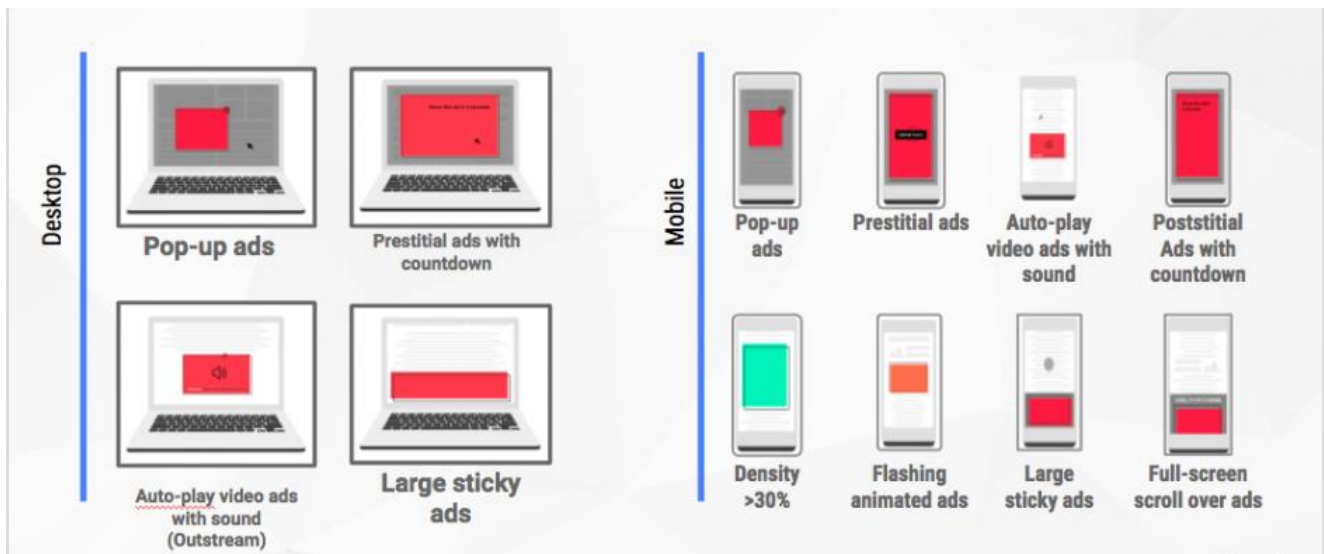 Desktop
Pop-up ads
Prestitial ads with
countdown
Auto-play video ads
with sound
(Outstream)
Large sticky
ads
Mobile
Pop-up
ads
Prestitial ads
Auto-play
video ads with
sound
Poststitial
Ads with
countdown
Density
>30%
Flashing
animated ads
Large
sticky ads
Full-screen
scroll over ads